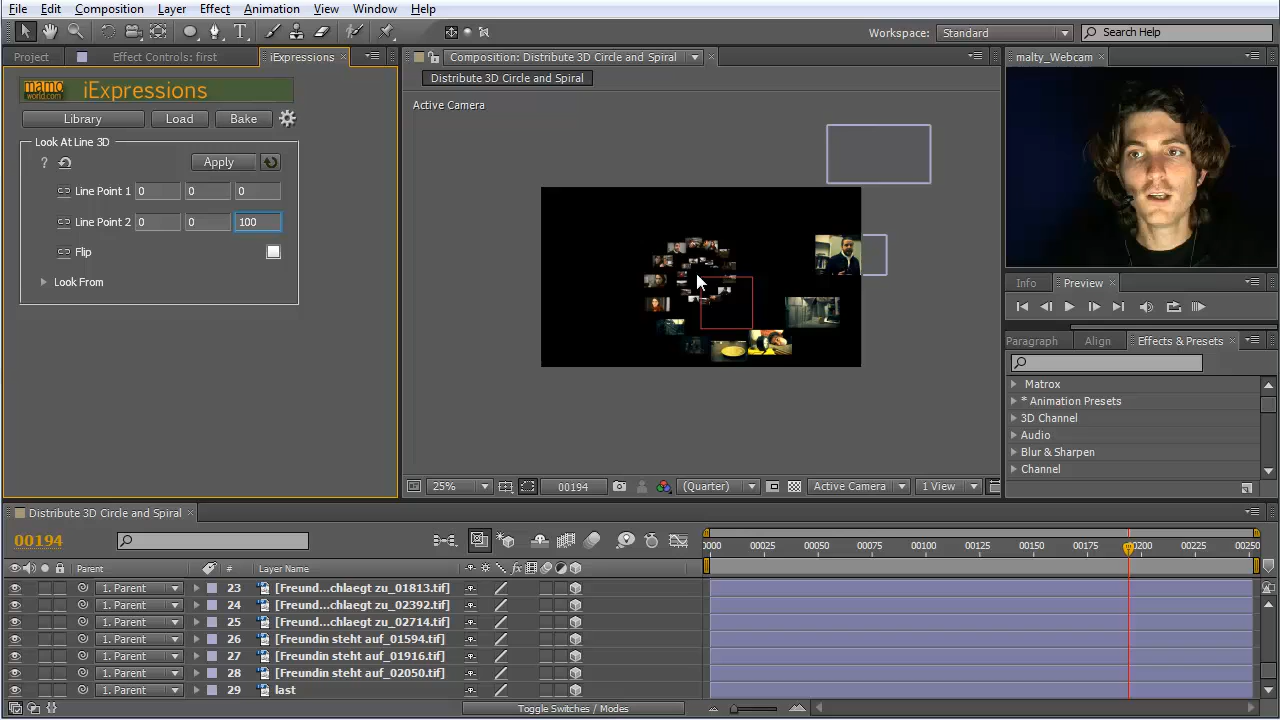 File Edit Composition Layer Effect Animation View Window Help
Workspace: Standard Search Help
Project Effect Controls: first iExpressions Composition: Distribute 3D Circle and Spiral malty_Webcam
Distribute 3D Circle and Spiral
mamo world.com iExpressions
Active Camera
Library Load Bake
Look At Line 3D
? Apply
Line Point 1 0 0 0
Line Point 2 0 0 100
Flip
Look From
Info Preview
Paragraph Align Effects & Presets
Matrox
* Animation Presets
3D Channel
Audio
Blur & Sharpen
Channel
25% 00194 (Quarter) Active Camera 1 View
Distribute 3D Circle and Spiral
00194
0000 00025 00050 00075 00100 00125 00150 00175 00200 00225 00250
Parent # Layer Name
1. Parent 23 [Freund...chlaegt zu_01813.tif]
1. Parent 24 [Freund...chlaegt zu_02392.tif]
1. Parent 25 [Freund...chlaegt zu_02714.tif]
1. Parent 26 [Freundin steht auf_01594.tif]
1. Parent 27 [Freundin steht auf_01916.tif]
1. Parent 28 [Freundin steht auf_02050.tif]
1. Parent 29 last
Toggle Switches / Modes